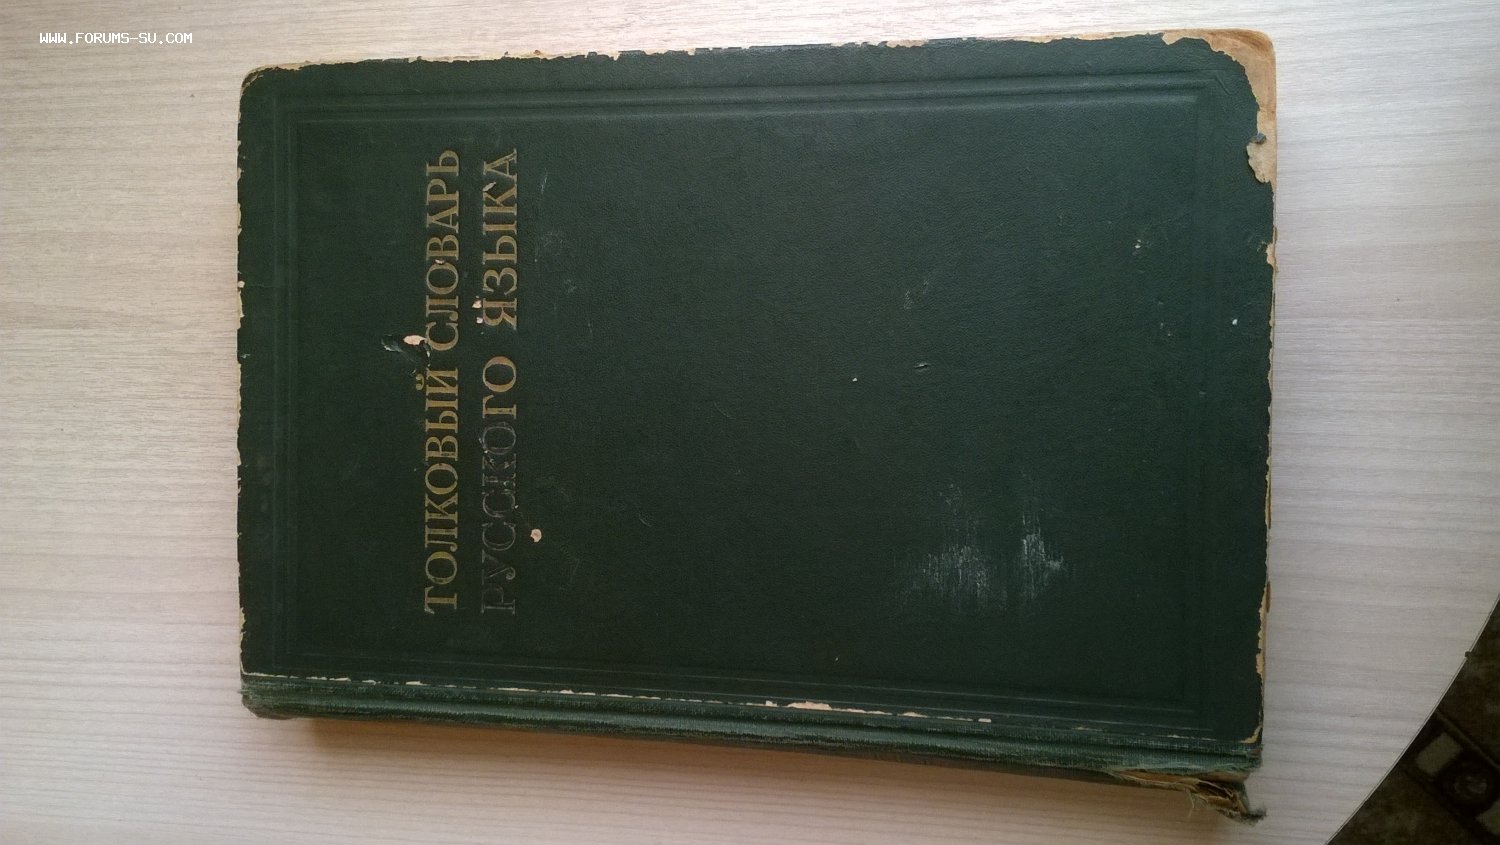 WWW.FORUMS-SU.COM
ТОЛКОВЫЙ СЛОВАРЬ
РУССКОГО ЯЗЫКА